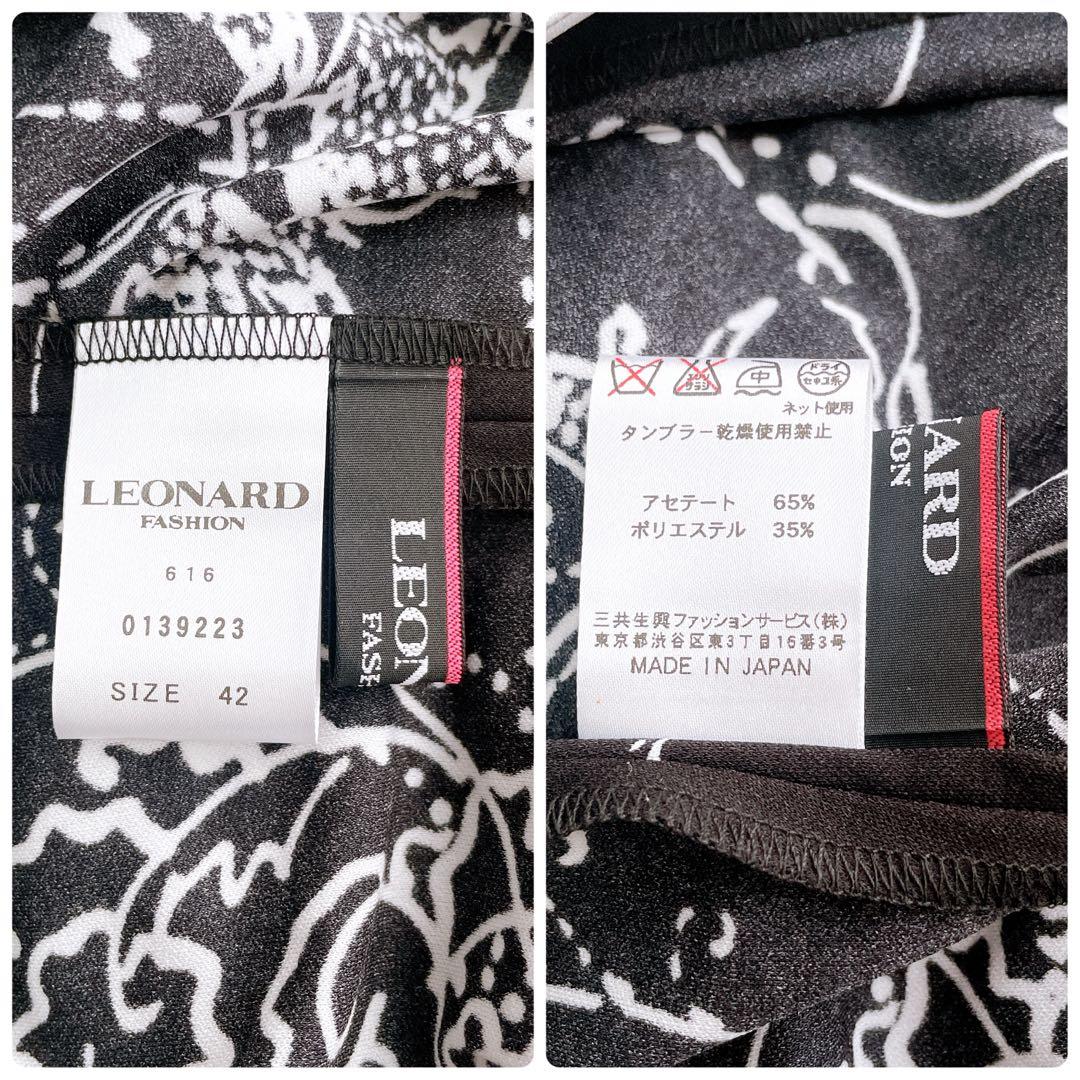 LEONARD
FASHION
616
0139223
SIZE 42
LEON
FASH
エンソ
サラシ
中
ドライ
セキユ系
ネット使用
タンブラー乾燥使用禁止
アセテート 65%
ポリエステル 35%
三共生興ファッションサービス(株)
東京都渋谷区東3丁目16番3号
MADE IN JAPAN
NARD
HION